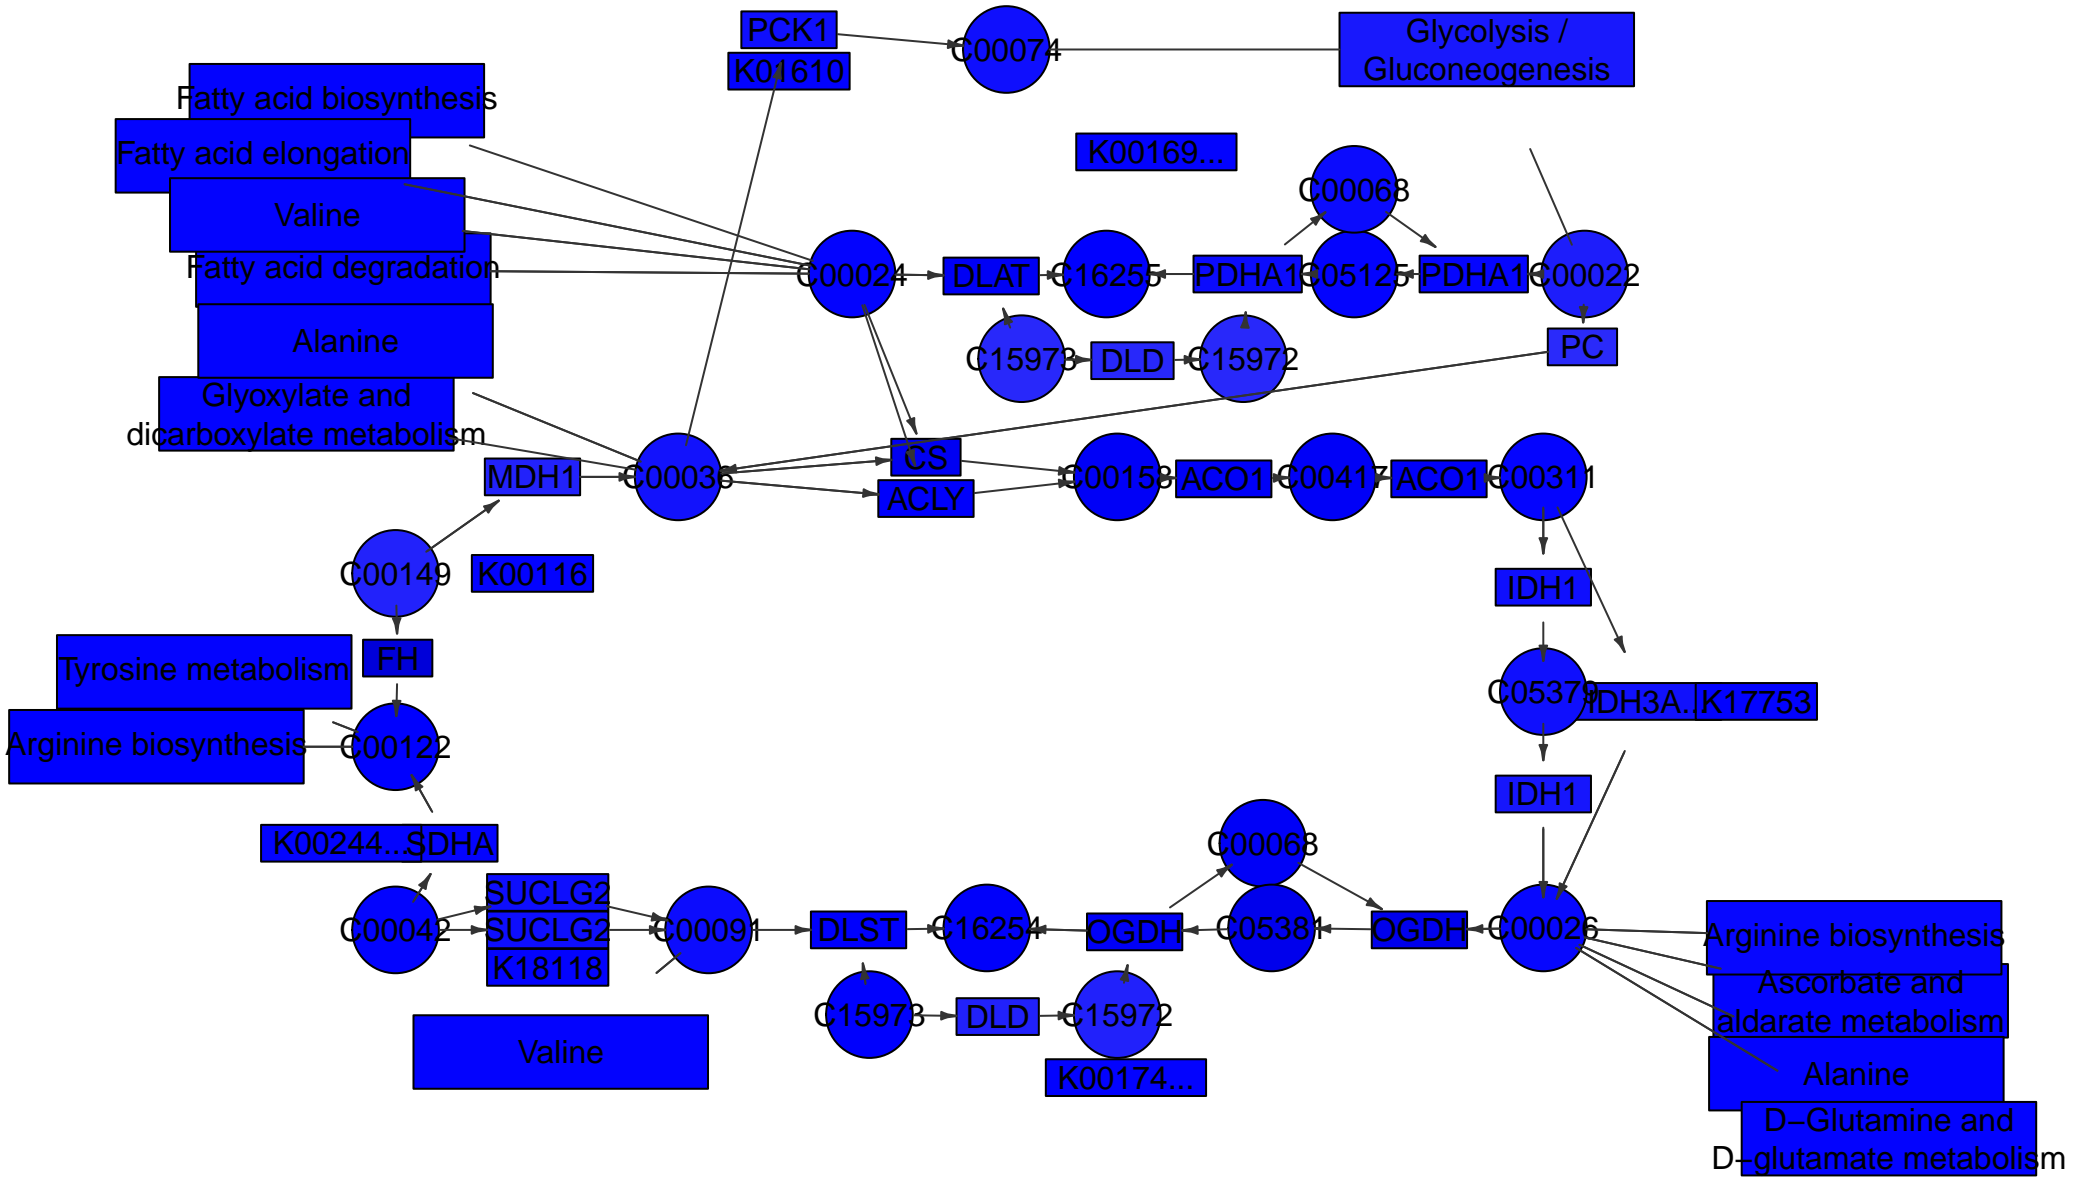 PCK1
K01610
C00074
Glycolysis /
Gluconeogenesis
Fatty acid biosynthesis
Fatty acid elongation
Valine
Fatty acid degradation
Alanine
Glyoxylate and
dicarboxylate metabolism
K00169...
C00068
C00024
DLAT
C16255
PDHA1
C05125
PDHA1
C00022
C15973
DLD
C15972
PC
MDH1
C00036
CS
ACLY
C00158
ACO1
C00417
ACO1
C00311
C00149
K00116
IDH1
FH
Tyrosine metabolism
C05379
IDH3A...
K17753
Arginine biosynthesis
C00122
IDH1
K00244...
SDHA
C00068
C00042
SUCLG2
SUCLG2
K18118
C00091
DLST
C16254
OGDH
C05381
OGDH
C00026
Arginine biosynthesis
Ascorbate and
aldarate metabolism
C15973
DLD
C15972
Valine
K00174...
Alanine
D−Glutamine and
D−glutamate metabolism